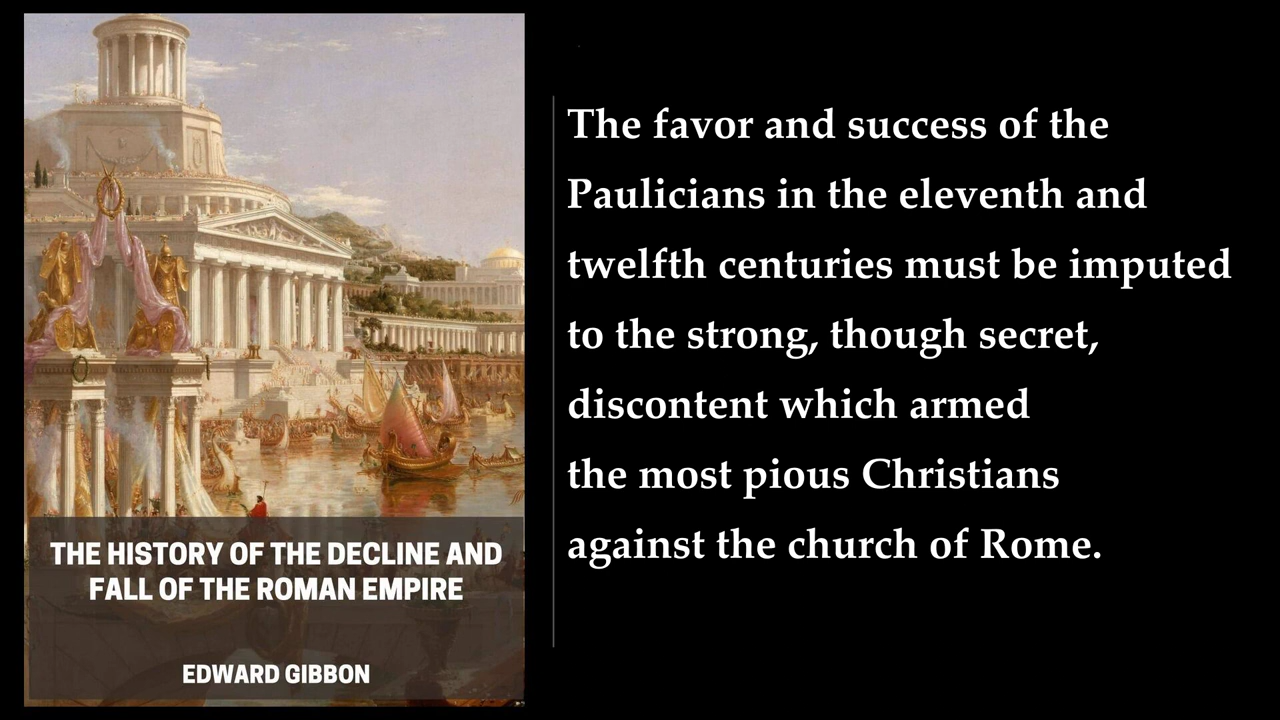 THE HISTORY OF THE DECLINE AND
FALL OF THE ROMAN EMPIRE
EDWARD GIBBON
The favor and success of the
Paulicians in the eleventh and
twelfth centuries must be imputed
to the strong, though secret,
discontent which armed
the most pious Christians
against the church of Rome.